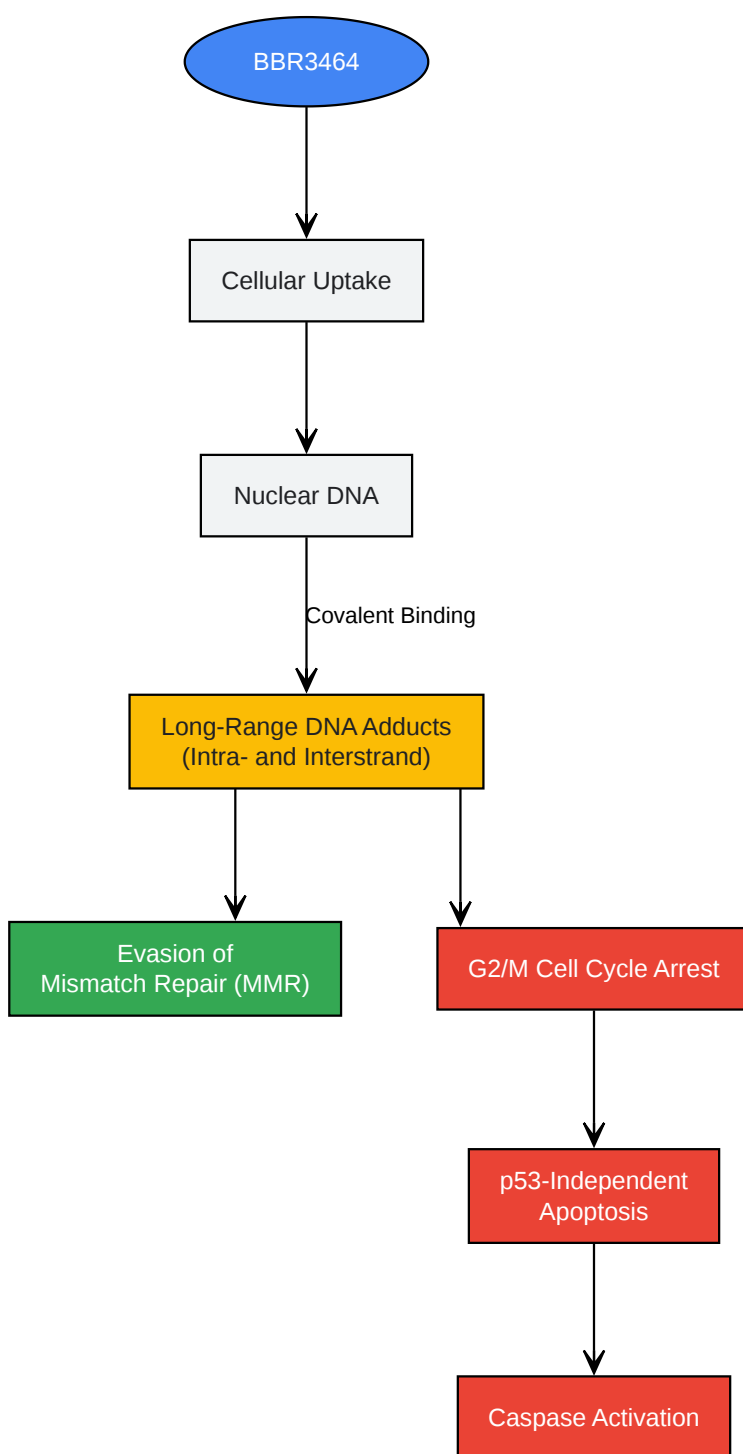 BBR3464
Cellular Uptake
Nuclear DNA
Covalent Binding
Long-Range DNA Adducts
(Intra- and Interstrand)
Evasion of
Mismatch Repair (MMR)
G2/M Cell Cycle Arrest
p53-Independent
Apoptosis
Caspase Activation